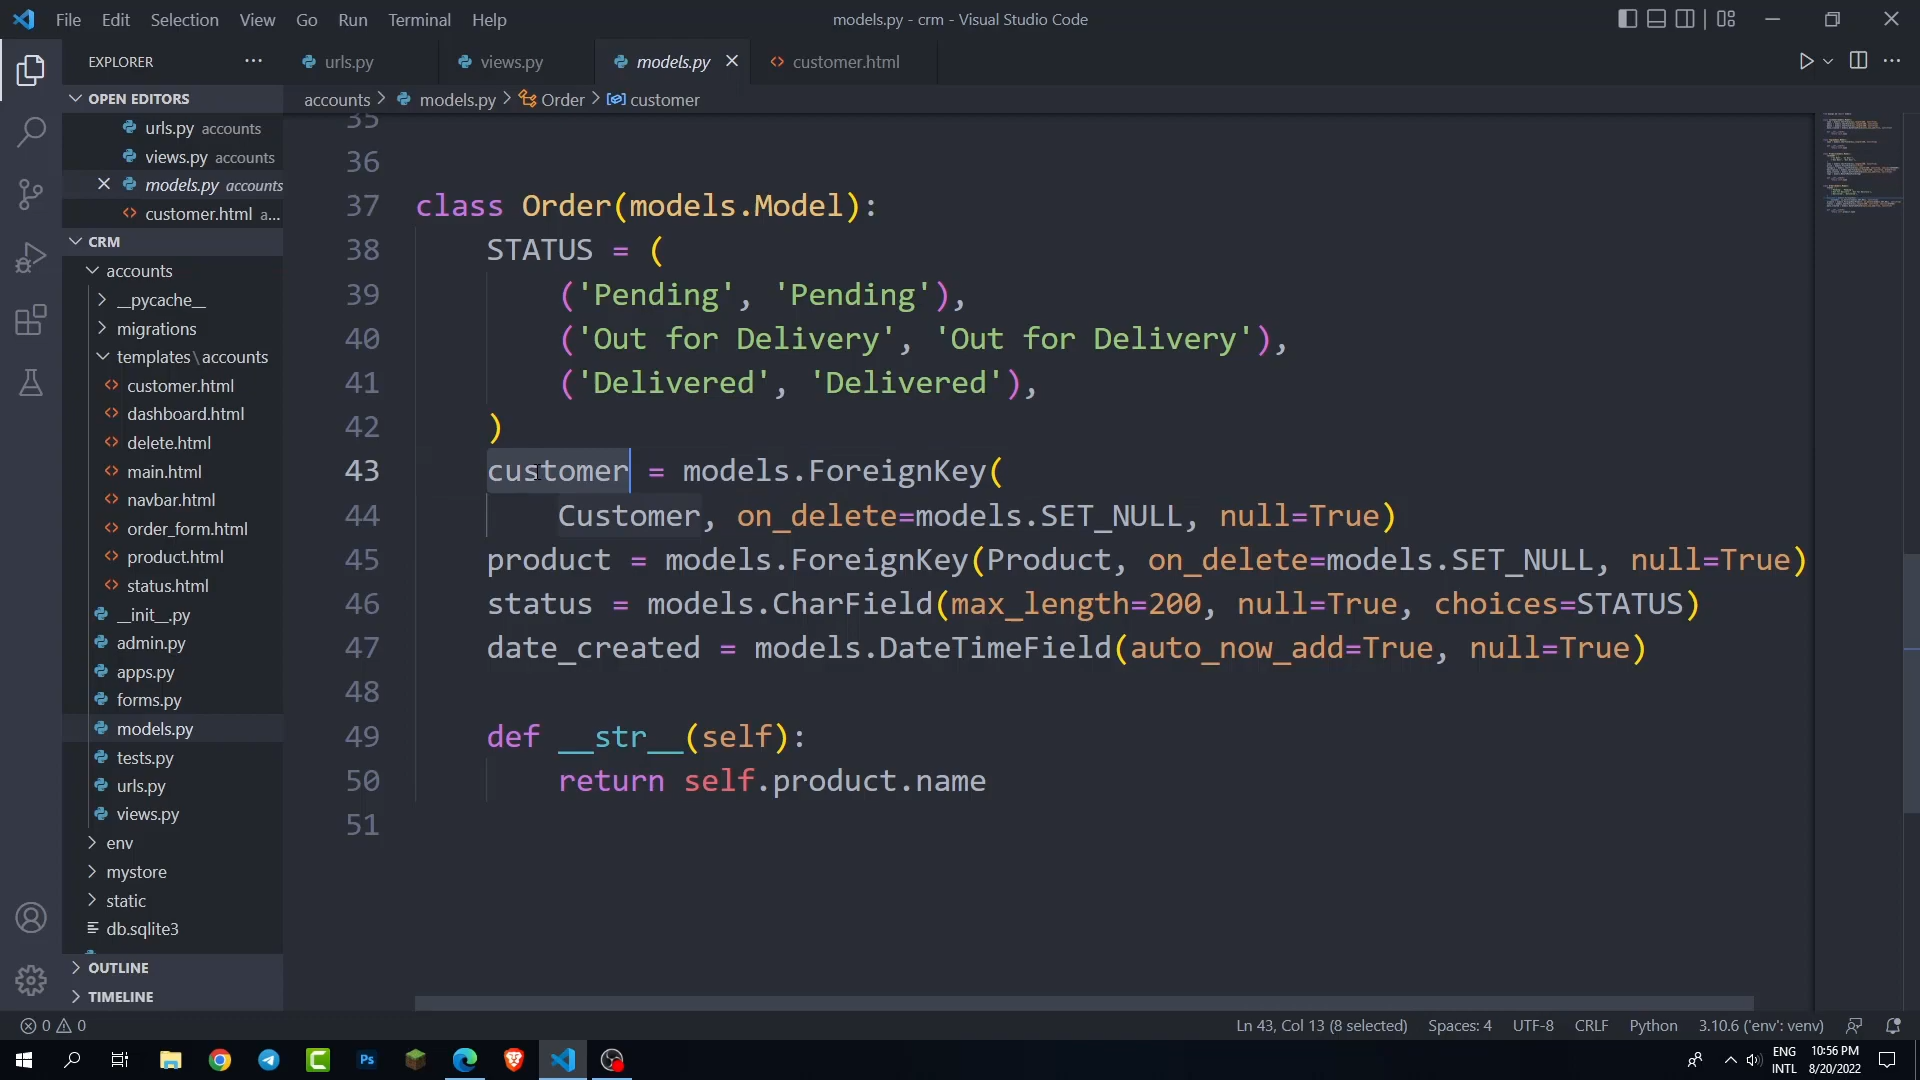 File Edit Selection View Go Run Terminal Help
models.py - crm - Visual Studio Code
EXPLORER
urls.py
views.py
models.py
customer.html
OPEN EDITORS
accounts > models.py > Order > customer
urls.py accounts
views.py accounts
models.py accounts
customer.html a...
CRM
accounts
__pycache__
migrations
templates\accounts
customer.html
dashboard.html
delete.html
main.html
navbar.html
order_form.html
product.html
status.html
__init__.py
admin.py
apps.py
forms.py
models.py
tests.py
urls.py
views.py
env
mystore
static
db.sqlite3
OUTLINE
TIMELINE
35
36
37 class Order(models.Model):
38 STATUS = (
39 ('Pending', 'Pending'),
40 ('Out for Delivery', 'Out for Delivery'),
41 ('Delivered', 'Delivered'),
42 )
43 customer = models.ForeignKey(
44 Customer, on_delete=models.SET_NULL, null=True)
45 product = models.ForeignKey(Product, on_delete=models.SET_NULL, null=True)
46 status = models.CharField(max_length=200, null=True, choices=STATUS)
47 date_created = models.DateTimeField(auto_now_add=True, null=True)
48
49 def __str__(self):
50 return self.product.name
51
0 0
Ln 43, Col 13 (8 selected) Spaces: 4 UTF-8 CRLF Python 3.10.6 ('env': venv)
Ps
ENG
INTL
10:56 PM
8/20/2022